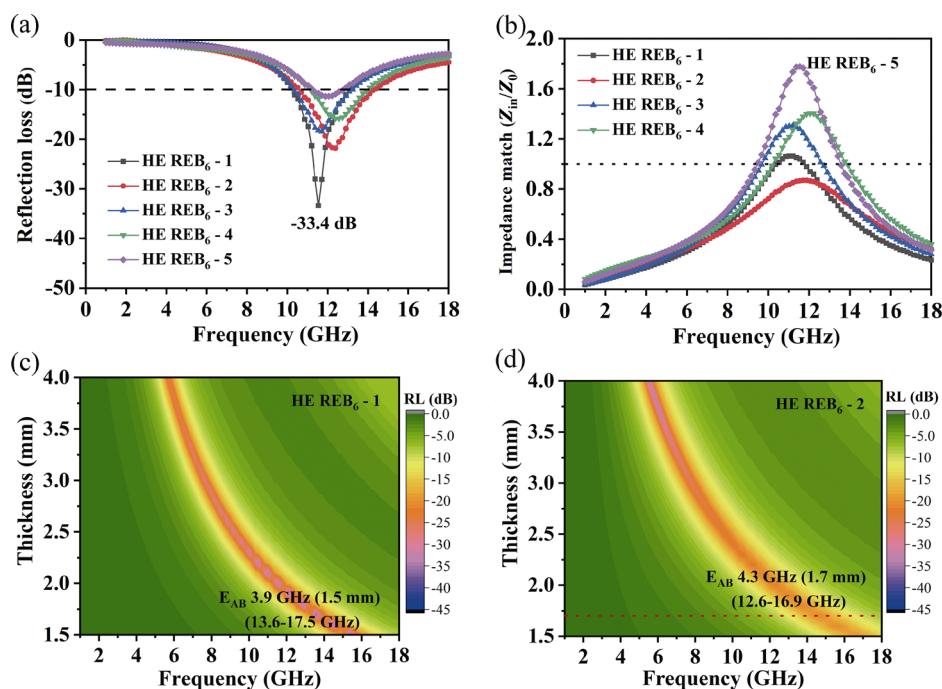 (a)
0
-10
-20
-30
-40
-50
Reflection loss (dB)
HE REB6 - 1
HE REB6 - 2
HE REB6 - 3
HE REB6 - 4
HE REB6 - 5
-33.4 dB
0 2 4 6 8 10 12 14 16 18
Frequency (GHz)
(b)
2.0
1.6
1.2
0.8
0.4
0.0
Impedance match (Zin/Z0)
HE REB6 - 1
HE REB6 - 2
HE REB6 - 3
HE REB6 - 4
HE REB6 - 5
0 2 4 6 8 10 12 14 16 18
Frequency (GHz)
(c)
4.0
3.5
3.0
2.5
2.0
1.5
Thickness (mm)
HE REB6 - 1
EAB 3.9 GHz (1.5 mm)
(13.6-17.5 GHz)
2 4 6 8 10 12 14 16 18
Frequency (GHz)
RL (dB)
0.0
-5.0
-10
-15
-20
-25
-30
-35
-40
-45
(d)
4.0
3.5
3.0
2.5
2.0
1.5
Thickness (mm)
HE REB6 - 2
EAB 4.3 GHz (1.7 mm)
(12.6-16.9 GHz)
2 4 6 8 10 12 14 16 18
Frequency (GHz)
RL (dB)
0.0
-5.0
-10
-15
-20
-25
-30
-35
-40
-45